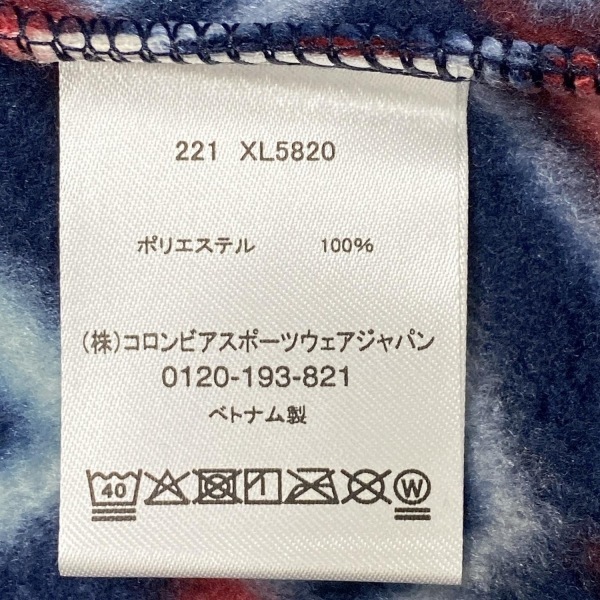 221 XL5820
ポリエステル 100%
(株)コロンビアスポーツウェアジャパン
0120-193-821
ベトナム製
40 W